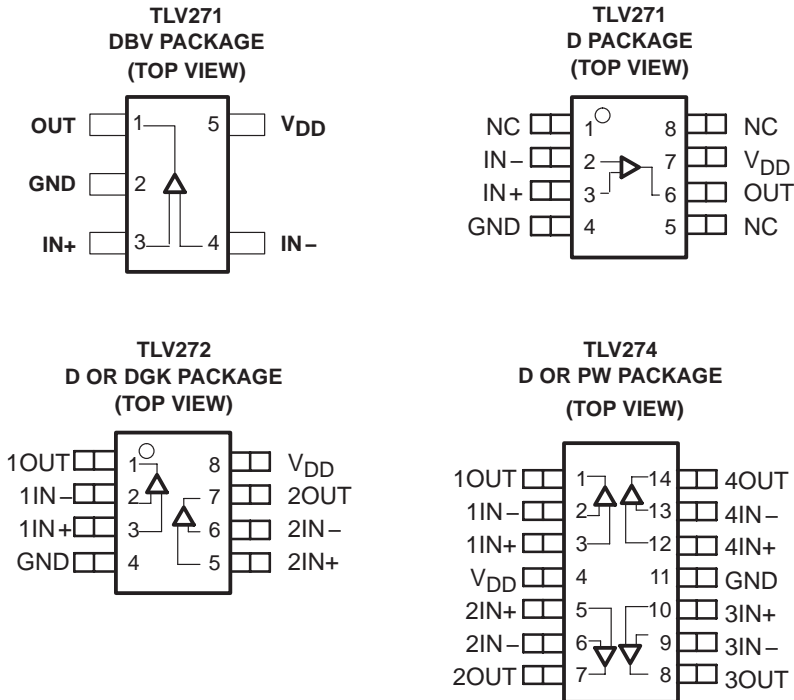 TLV271
DBV PACKAGE
(TOP VIEW)
OUT 1 5 VDD
GND 2
IN+ 3 4 IN−
TLV271
D PACKAGE
(TOP VIEW)
NC 1 8 NC
IN− 2 7 VDD
IN+ 3 6 OUT
GND 4 5 NC
TLV272
D OR DGK PACKAGE
(TOP VIEW)
1OUT 1 8 VDD
1IN− 2 7 2OUT
1IN+ 3 6 2IN−
GND 4 5 2IN+
TLV274
D OR PW PACKAGE
(TOP VIEW)
1OUT 1 14 4OUT
1IN− 2 13 4IN−
1IN+ 3 12 4IN+
VDD 4 11 GND
2IN+ 5 10 3IN+
2IN− 6 9 3IN−
2OUT 7 8 3OUT